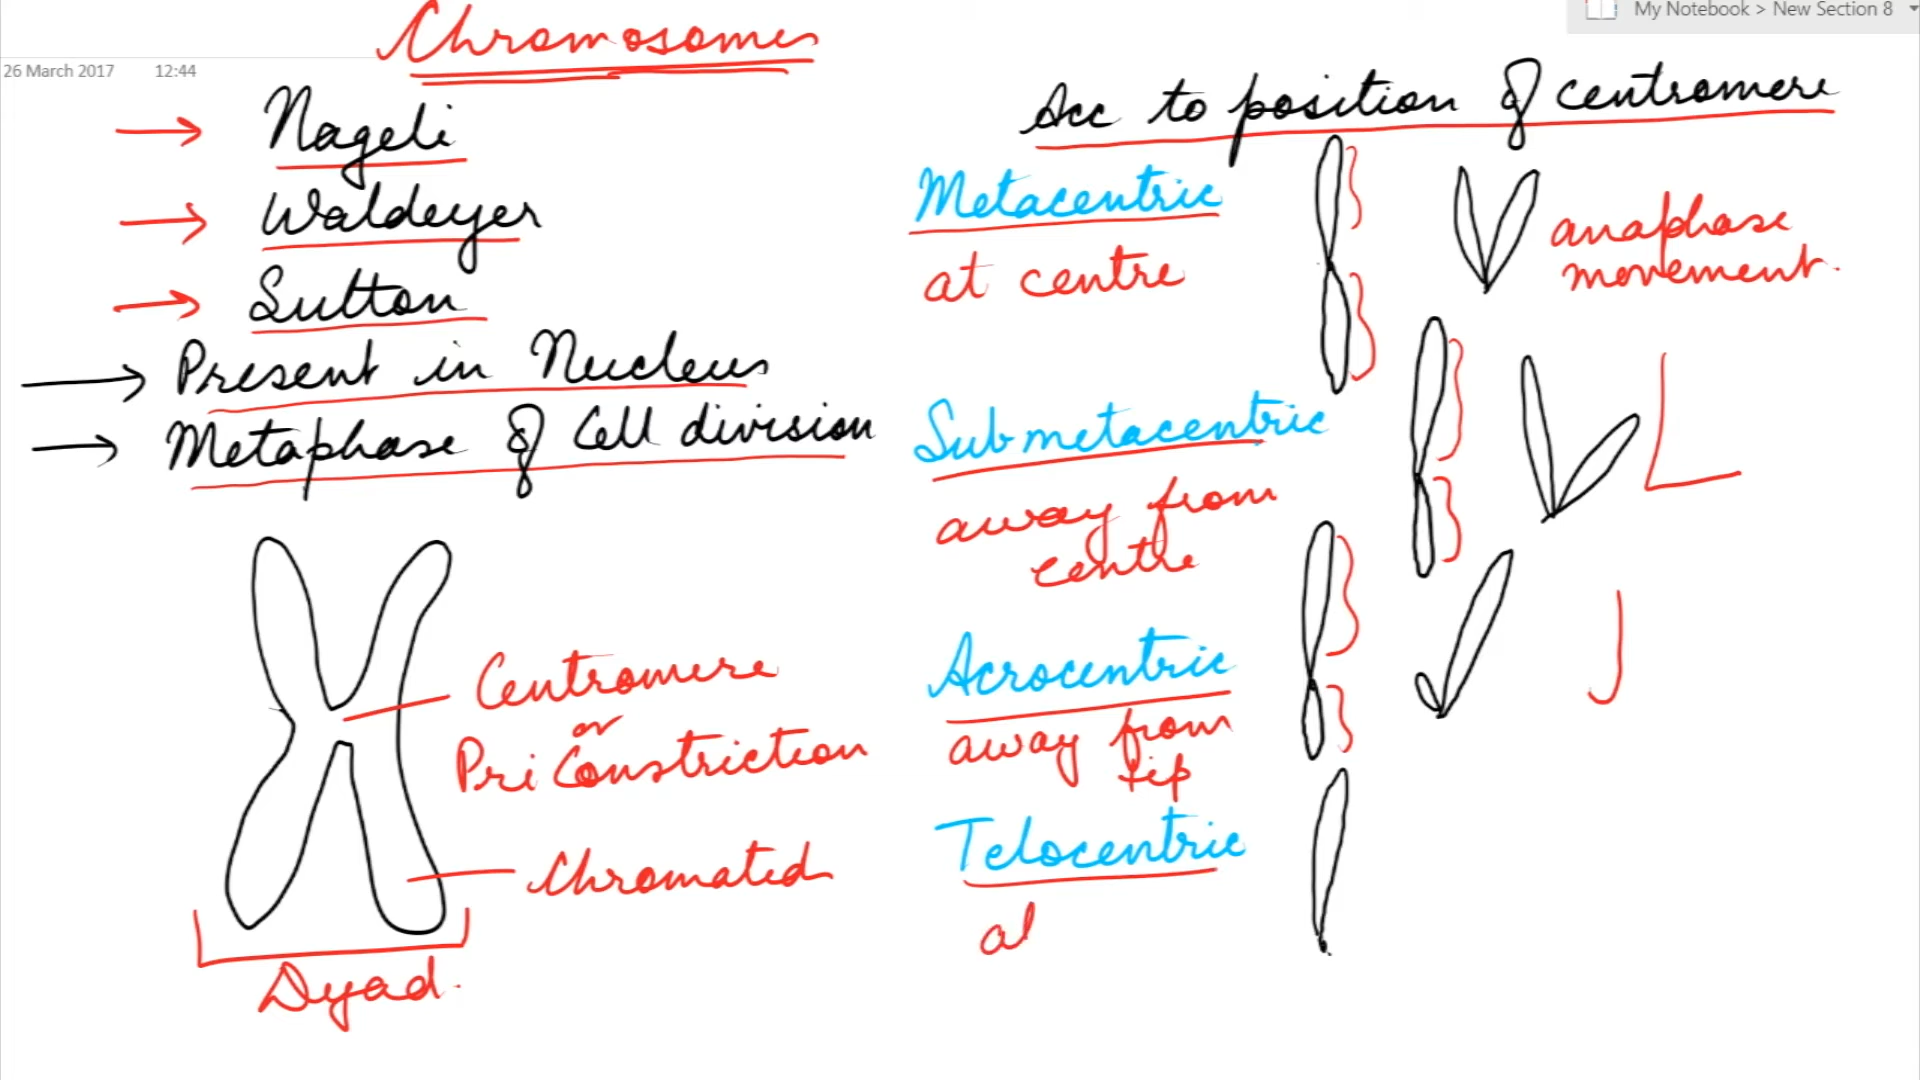 My Notebook > New Section 8
26 March 2017 12:44
Chromosomes
Nageli
Waldeyer
Sutton
Present in Nucleus
Metaphase of Cell division
Centromere
or
Pri Constriction
Chromated
Dyad.
Acc to position of centromere
Metacentric
at centre
anaphase
movement.
Submetacentric
away from
centre
L
Acrocentric
away from
tip
J
Telocentric
al